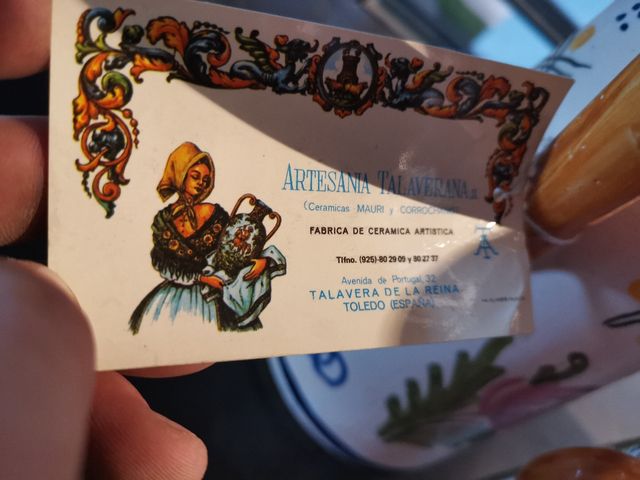 ARTESANIA TALAVERANA
(Ceramicas MAURI y
FABRICA DE CERAMICA ARTISTICA
Tlfno. (925)-80 29 09 y 80 27 37
Avenida de Portugal, 32
TALAVERA DE LA REINA
TOLEDO (ESPAÑA)